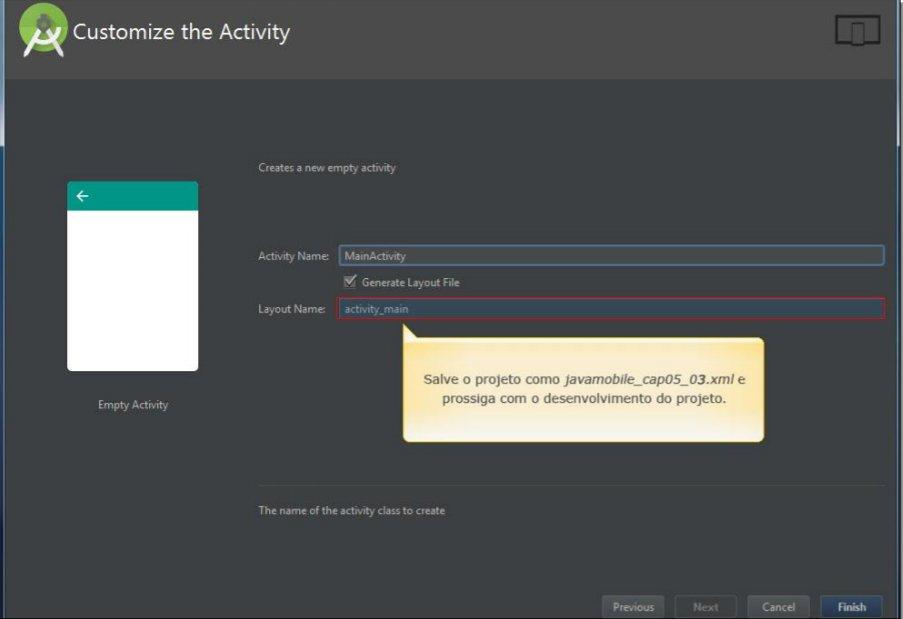 Customize the Activity
Creates a new empty activity
Activity Name: MainActivity
Generate Layout File
Layout Name: activity_main
Salve o projeto como javamobile_cap05_03.xml e
prossiga com o desenvolvimento do projeto.
Empty Activity
The name of the activity class to create
Previous Next Cancel Finish